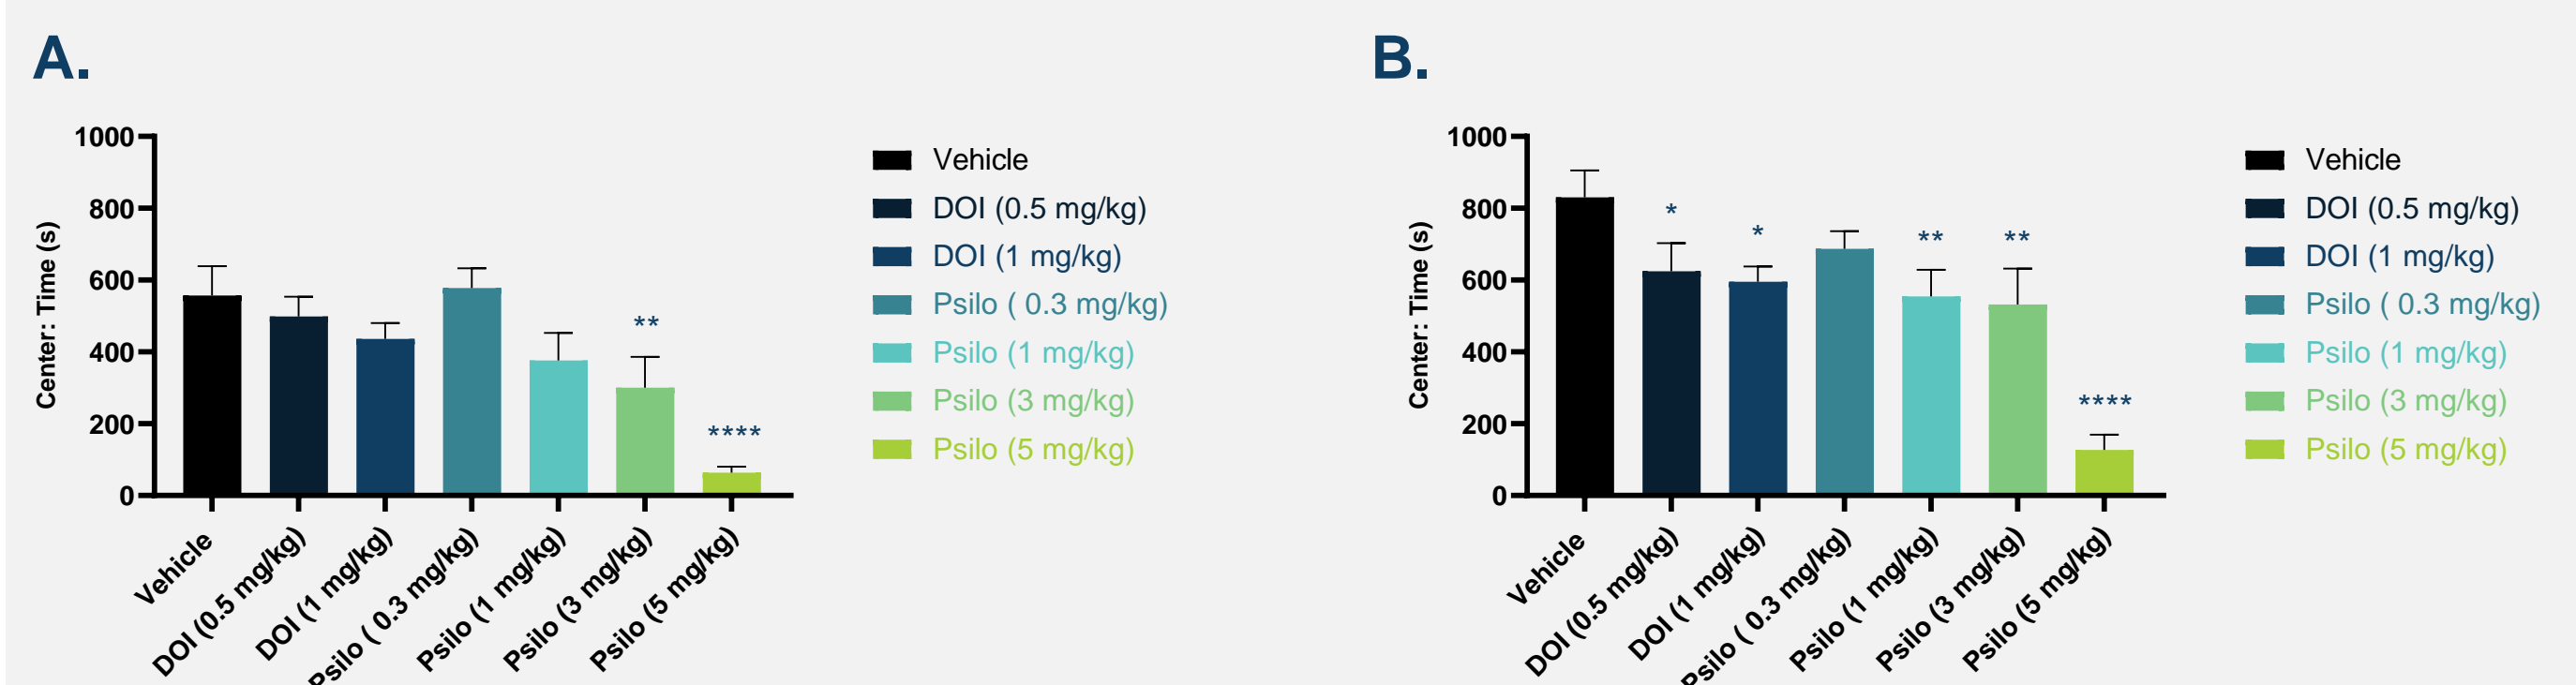 A.
1000
800
600
400
200
0
Center: Time (s)
**
****
Vehicle
DOI (0.5 mg/kg)
DOI (1 mg/kg)
Psilo ( 0.3 mg/kg)
Psilo (1 mg/kg)
Psilo (3 mg/kg)
Psilo (5 mg/kg)
Vehicle
DOI (0.5 mg/kg)
DOI (1 mg/kg)
Psilo ( 0.3 mg/kg)
Psilo (1 mg/kg)
Psilo (3 mg/kg)
Psilo (5 mg/kg)
B.
1000
800
600
400
200
0
Center: Time (s)
*
*
**
**
****
Vehicle
DOI (0.5 mg/kg)
DOI (1 mg/kg)
Psilo ( 0.3 mg/kg)
Psilo (1 mg/kg)
Psilo (3 mg/kg)
Psilo (5 mg/kg)
Vehicle
DOI (0.5 mg/kg)
DOI (1 mg/kg)
Psilo ( 0.3 mg/kg)
Psilo (1 mg/kg)
Psilo (3 mg/kg)
Psilo (5 mg/kg)